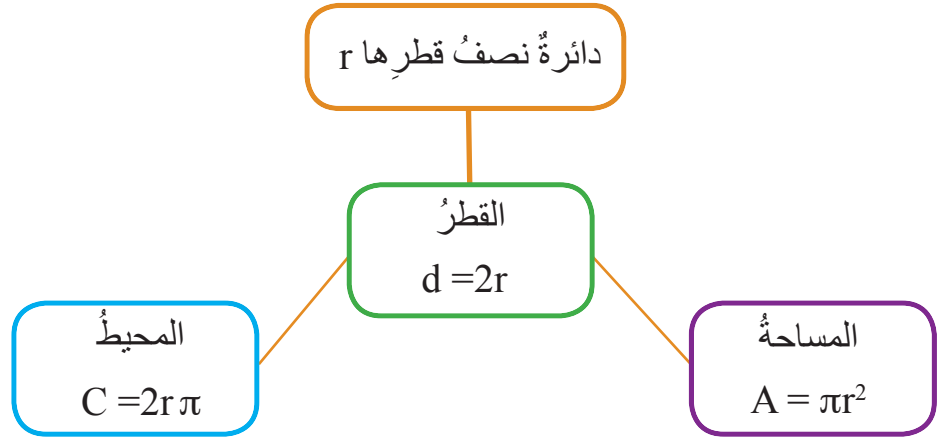 دائرةٌ نصفُ قطرِها r
القطرُ
d =2r
المساحةُ
A = πr²
المحيطُ
C =2r π